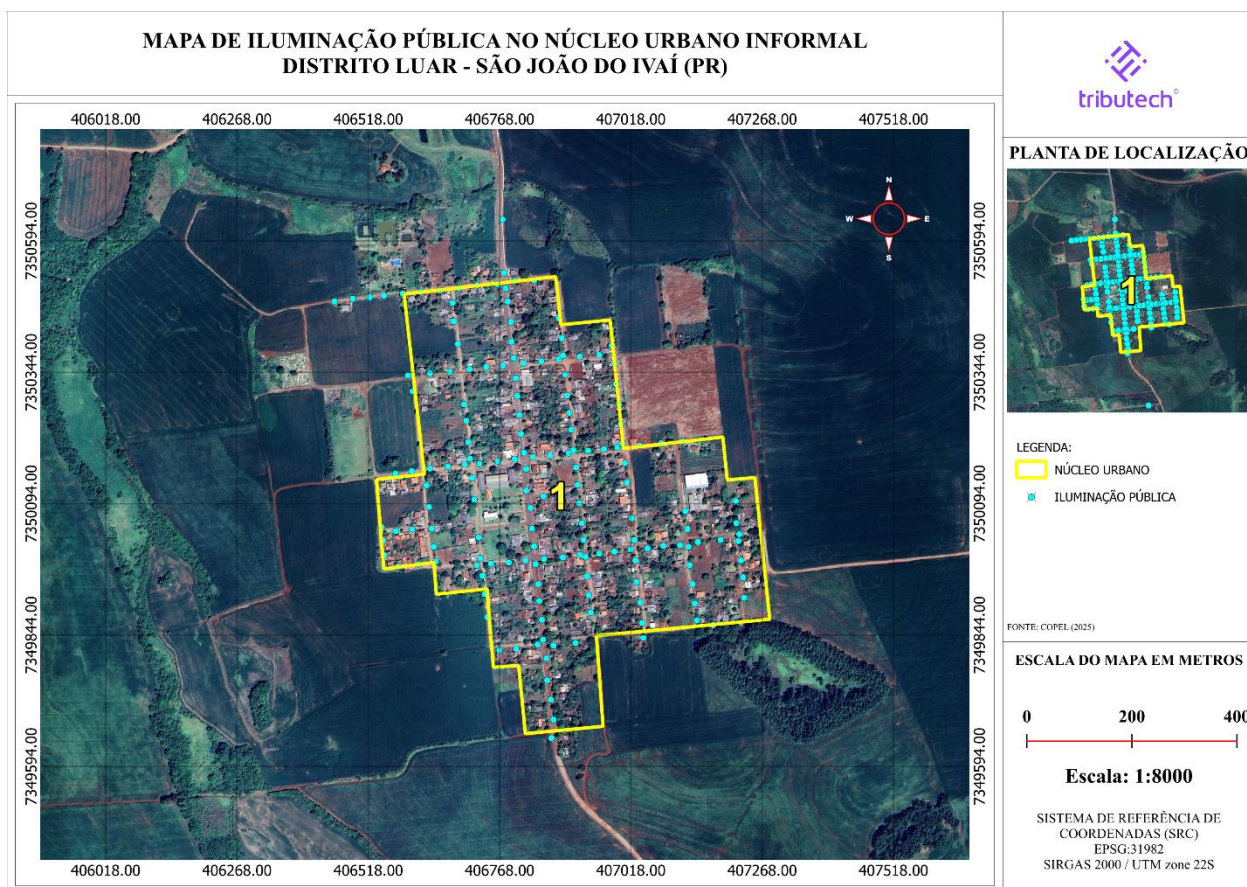 MAPA DE ILUMINAÇÃO PÚBLICA NO NÚCLEO URBANO INFORMAL
DISTRITO LUAR - SÃO JOÃO DO IVAÍ (PR)
406018.00 406268.00 406518.00 406768.00 407018.00 407268.00 407518.00
7350594.00 7350594.00
7350344.00 7350344.00
7350094.00 7350094.00
7349844.00 7349844.00
7349594.00 7349594.00
N
W E
S
1
406018.00 406268.00 406518.00 406768.00 407018.00 407268.00 407518.00
tributech
PLANTA DE LOCALIZAÇÃO
1
LEGENDA:
NÚCLEO URBANO
ILUMINAÇÃO PÚBLICA
FONTE: COPEL (2025)
ESCALA DO MAPA EM METROS
0 200 400
Escala: 1:8000
SISTEMA DE REFERÊNCIA DE
COORDENADAS (SRC)
EPSG:31982
SIRGAS 2000 / UTM zone 22S